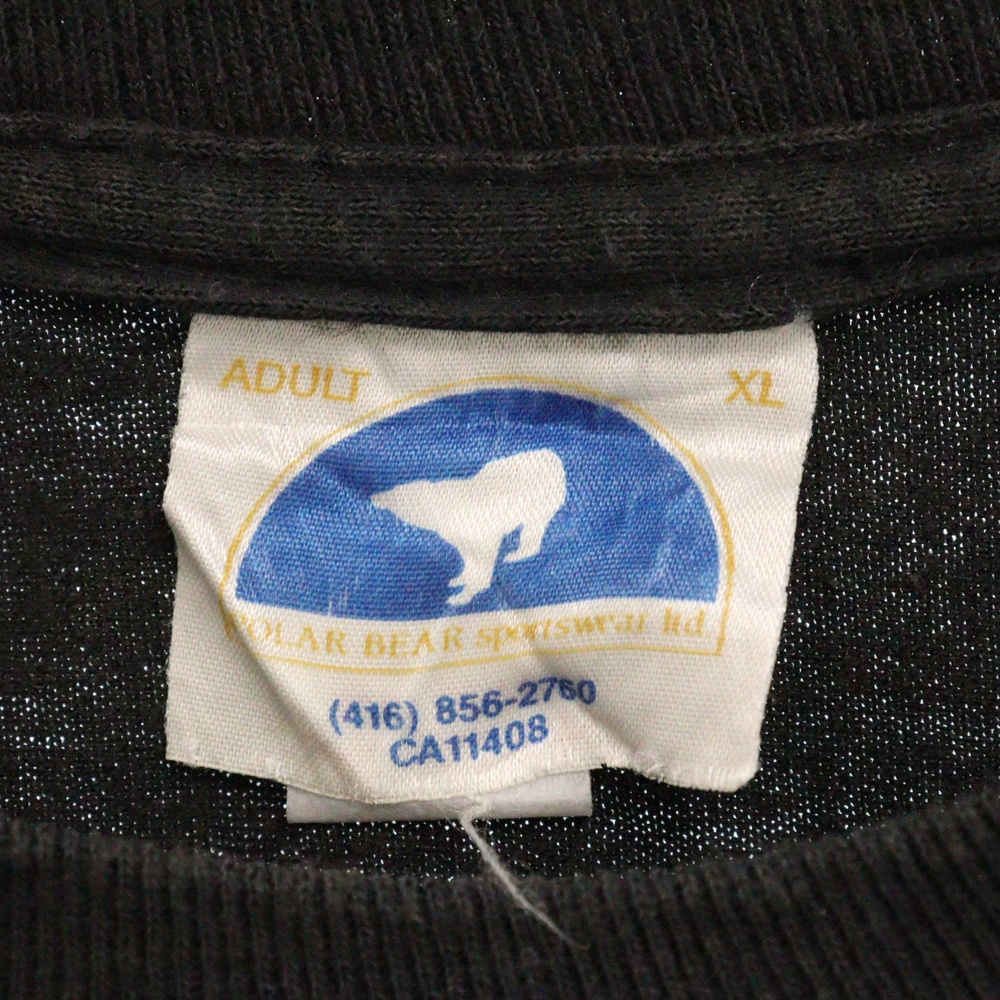 ADULT XL
POLAR BEAR sportswear ltd.
(416) 856-2760
CA11408